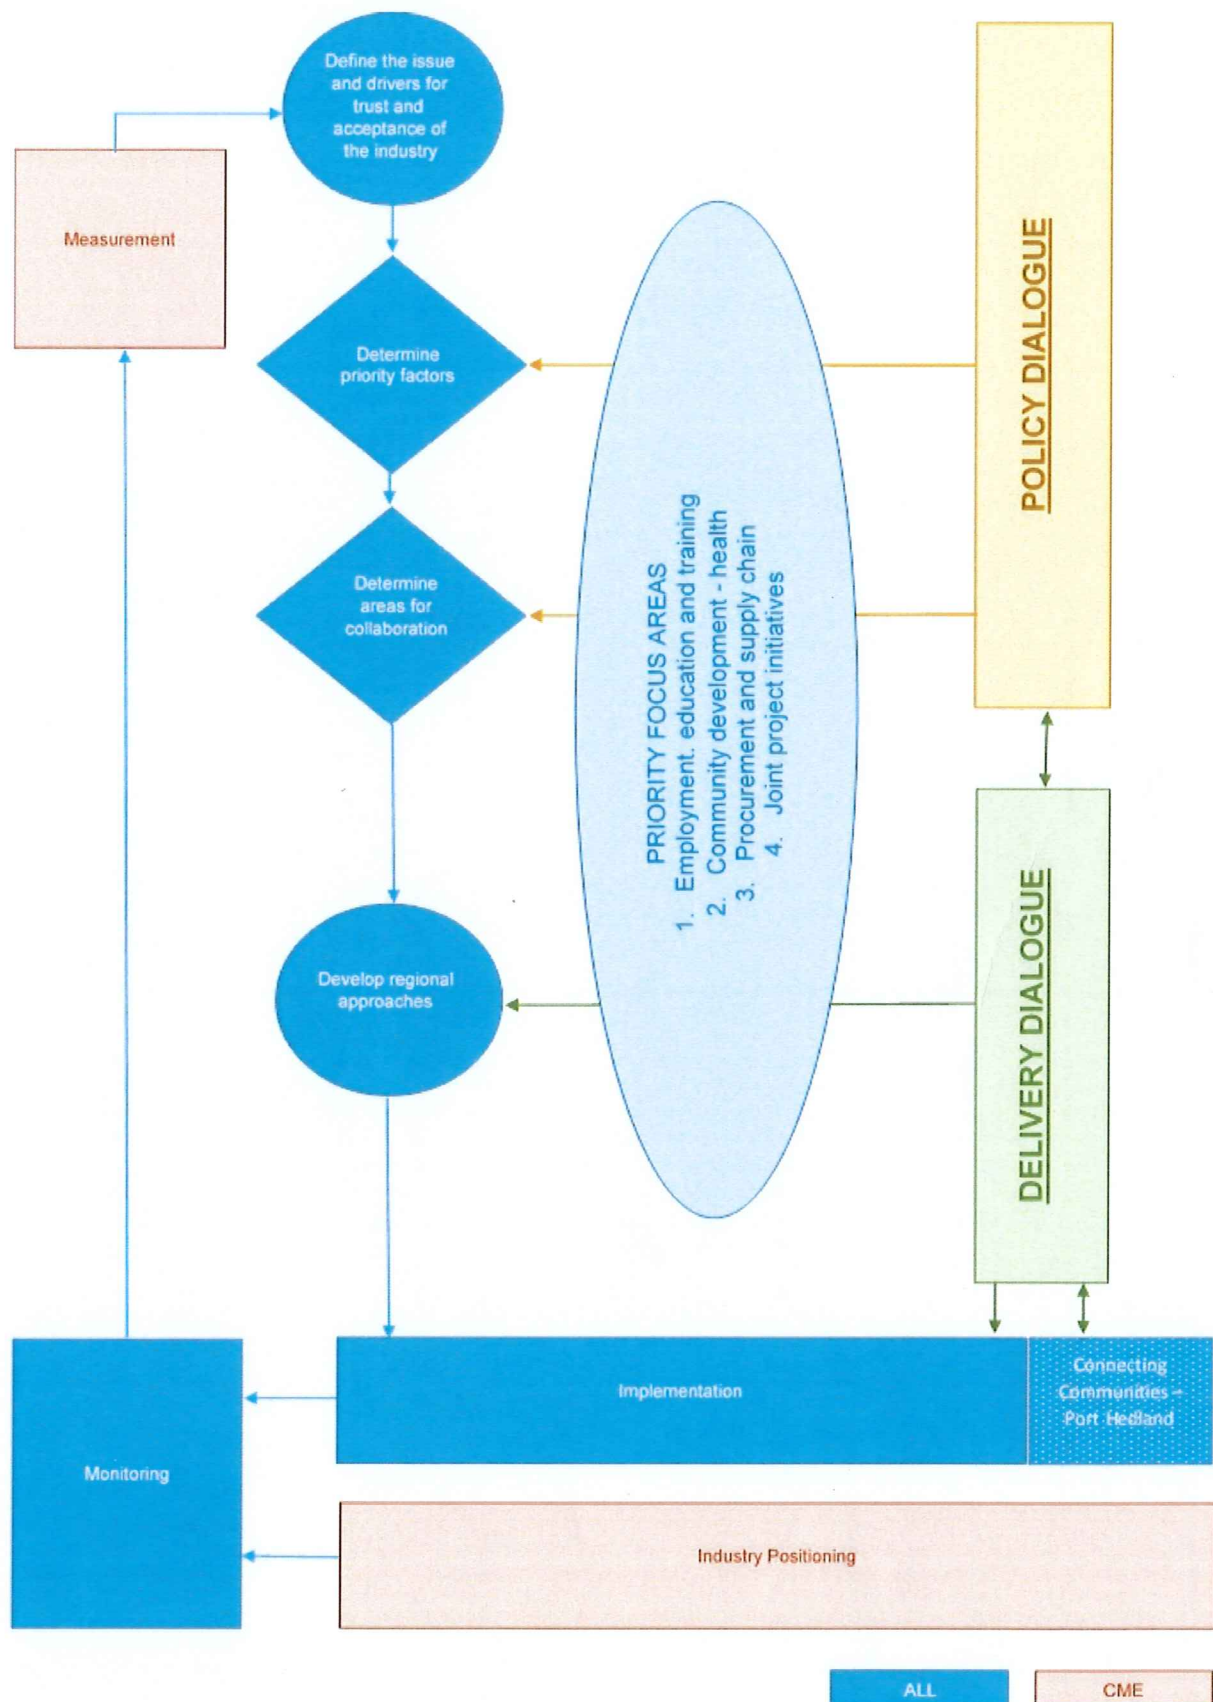 Define the issue
and drivers for
trust and
acceptance of
the industry
Measurement
Determine
priority factors
Determine
areas for
collaboration
Develop regional
approaches
PRIORITY FOCUS AREAS
1. Employment. education and training
2. Community development - health
3. Procurement and supply chain
4. Joint project initiatives
POLICY DIALOGUE
DELIVERY DIALOGUE
Implementation
Connecting
Communities –
Port Hedland
Monitoring
Industry Positioning
ALL
CME